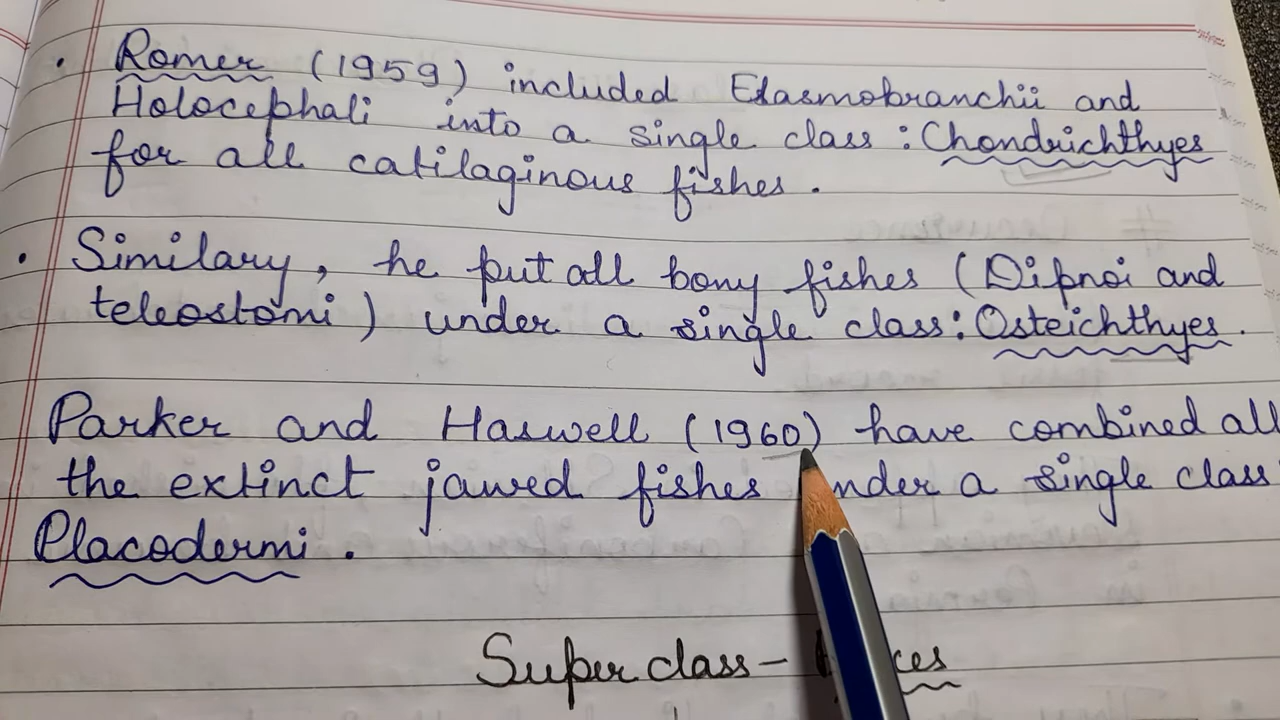 . Romer (1959) included Elasmobranchii and
Holocephali into a single class : Chondrichthyes
for all catilaginous fishes .
. Similary, he put all bony fishes (Dipnoi and
teleostomi) under a single class: Osteichthyes .
Parker and Haswell (1960) have combined all
the extinct jawed fishes a single class
Placodermi .
Super class -